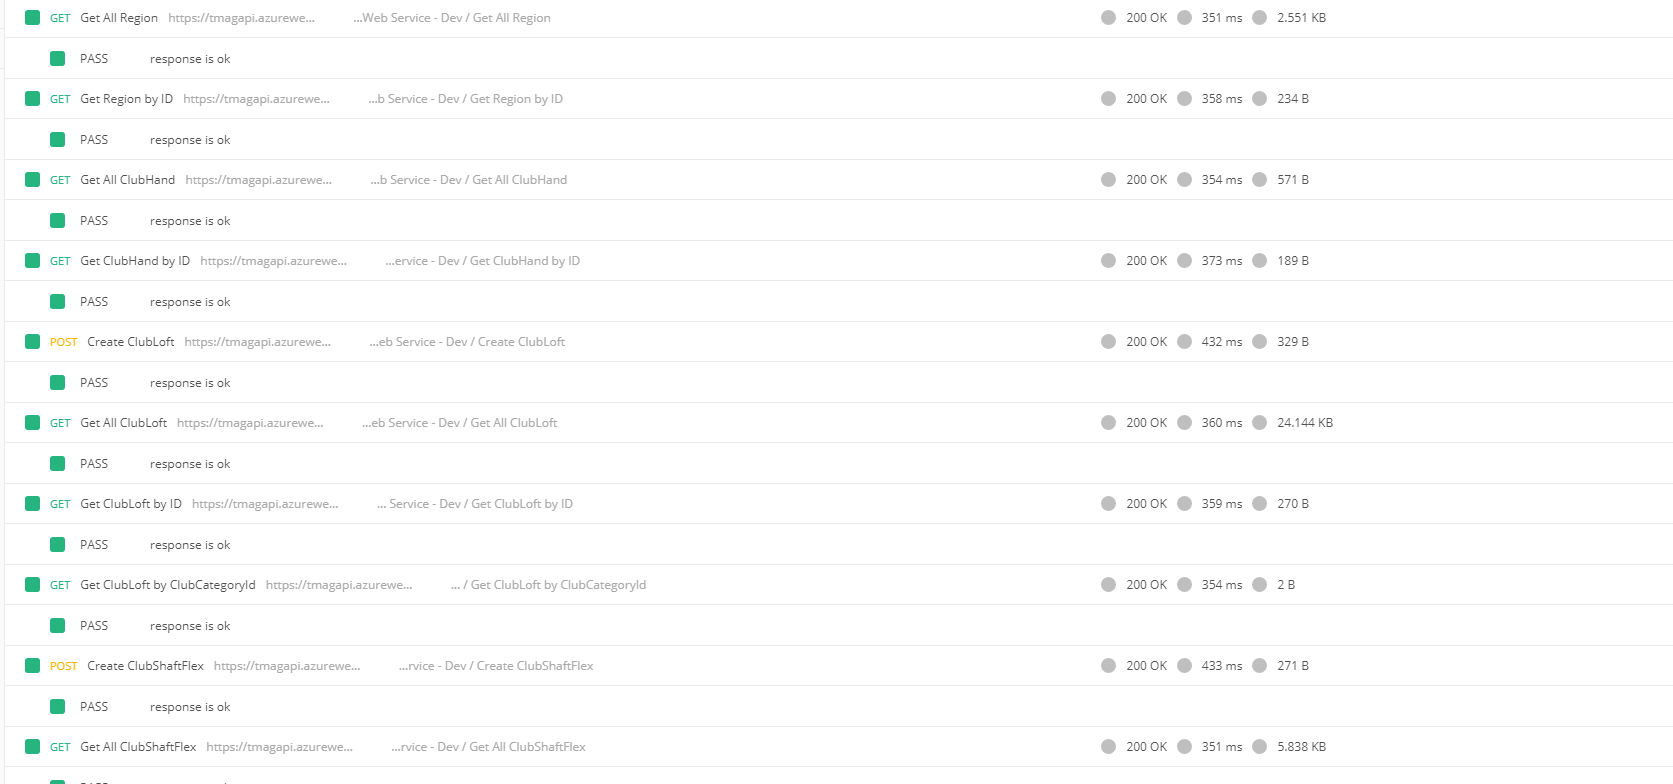 GET Get All Region https://tmagapi.azurewe... ...Web Service - Dev / Get All Region 200 OK 351 ms 2.551 KB
PASS response is ok
GET Get Region by ID https://tmagapi.azurewe... ...b Service - Dev / Get Region by ID 200 OK 358 ms 234 B
PASS response is ok
GET Get All ClubHand https://tmagapi.azurewe... ...b Service - Dev / Get All ClubHand 200 OK 354 ms 571 B
PASS response is ok
GET Get ClubHand by ID https://tmagapi.azurewe... ...ervice - Dev / Get ClubHand by ID 200 OK 373 ms 189 B
PASS response is ok
POST Create ClubLoft https://tmagapi.azurewe... ...eb Service - Dev / Create ClubLoft 200 OK 432 ms 329 B
PASS response is ok
GET Get All ClubLoft https://tmagapi.azurewe... ...eb Service - Dev / Get All ClubLoft 200 OK 360 ms 24.144 KB
PASS response is ok
GET Get ClubLoft by ID https://tmagapi.azurewe... ... Service - Dev / Get ClubLoft by ID 200 OK 359 ms 270 B
PASS response is ok
GET Get ClubLoft by ClubCategoryId https://tmagapi.azurewe... ... / Get ClubLoft by ClubCategoryId 200 OK 354 ms 2 B
PASS response is ok
POST Create ClubShaftFlex https://tmagapi.azurewe... ...rvice - Dev / Create ClubShaftFlex 200 OK 433 ms 271 B
PASS response is ok
GET Get All ClubShaftFlex https://tmagapi.azurewe... ...rvice - Dev / Get All ClubShaftFlex 200 OK 351 ms 5.838 KB